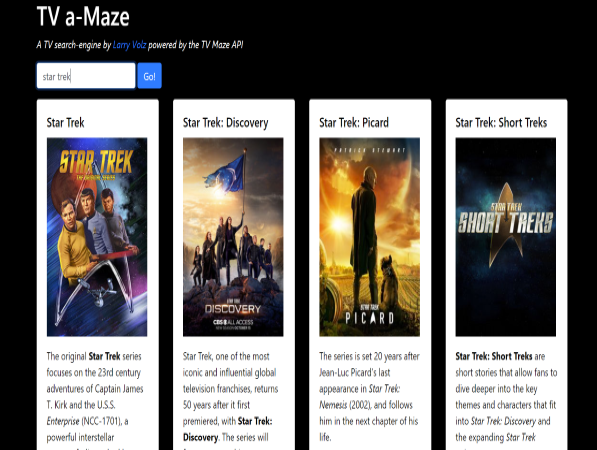 TV a-Maze
A TV search-engine by Larry Volz powered by the TV Maze API
star trek
Go!
Star Trek
STAR TREK
The original Star Trek series
focuses on the 23rd century
adventures of Captain James
T. Kirk and the U.S.S.
Enterprise (NCC-1701), a
powerful interstellar
Star Trek: Discovery
STAR TREK
DISCOVERY
CBS ALL ACCESS
Star Trek, one of the most
iconic and influential global
television franchises, returns
50 years after it first
premiered, with Star Trek:
Discovery. The series will
Star Trek: Picard
PATRICK STEWART
STAR TREK
PICARD
The series is set 20 years after
Jean-Luc Picard's last
appearance in Star Trek:
Nemesis (2002), and follows
him in the next chapter of his
life.
Star Trek: Short Treks
STAR TREK
SHORT TREKS
Star Trek: Short Treks are
short stories that allow fans to
dive deeper into the key
themes and characters that fit
into Star Trek: Discovery and
the expanding Star Trek